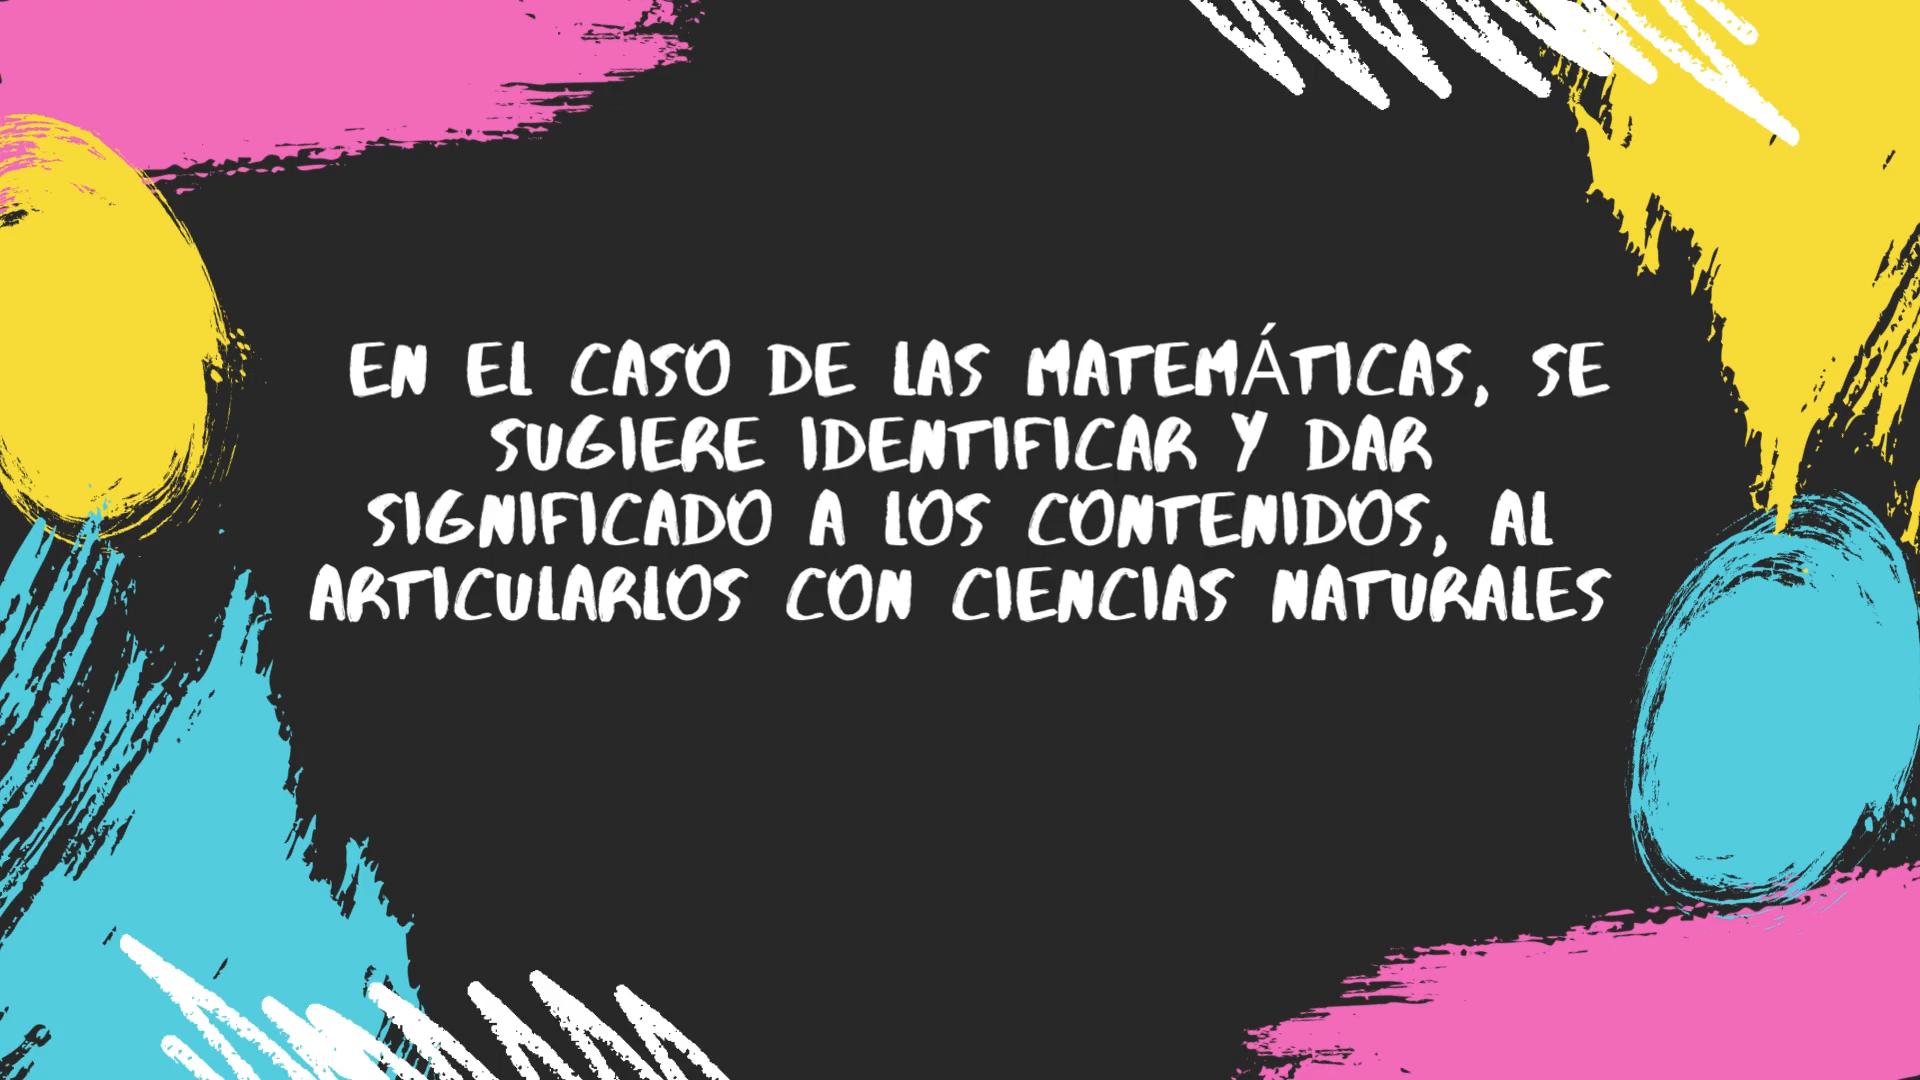 EN EL CASO DE LAS MATEMÁTICAS, SE
SUGIERE IDENTIFICAR Y DAR
SIGNIFICADO A LOS CONTENIDOS, AL
ARTICULARLOS CON CIENCIAS NATURALES